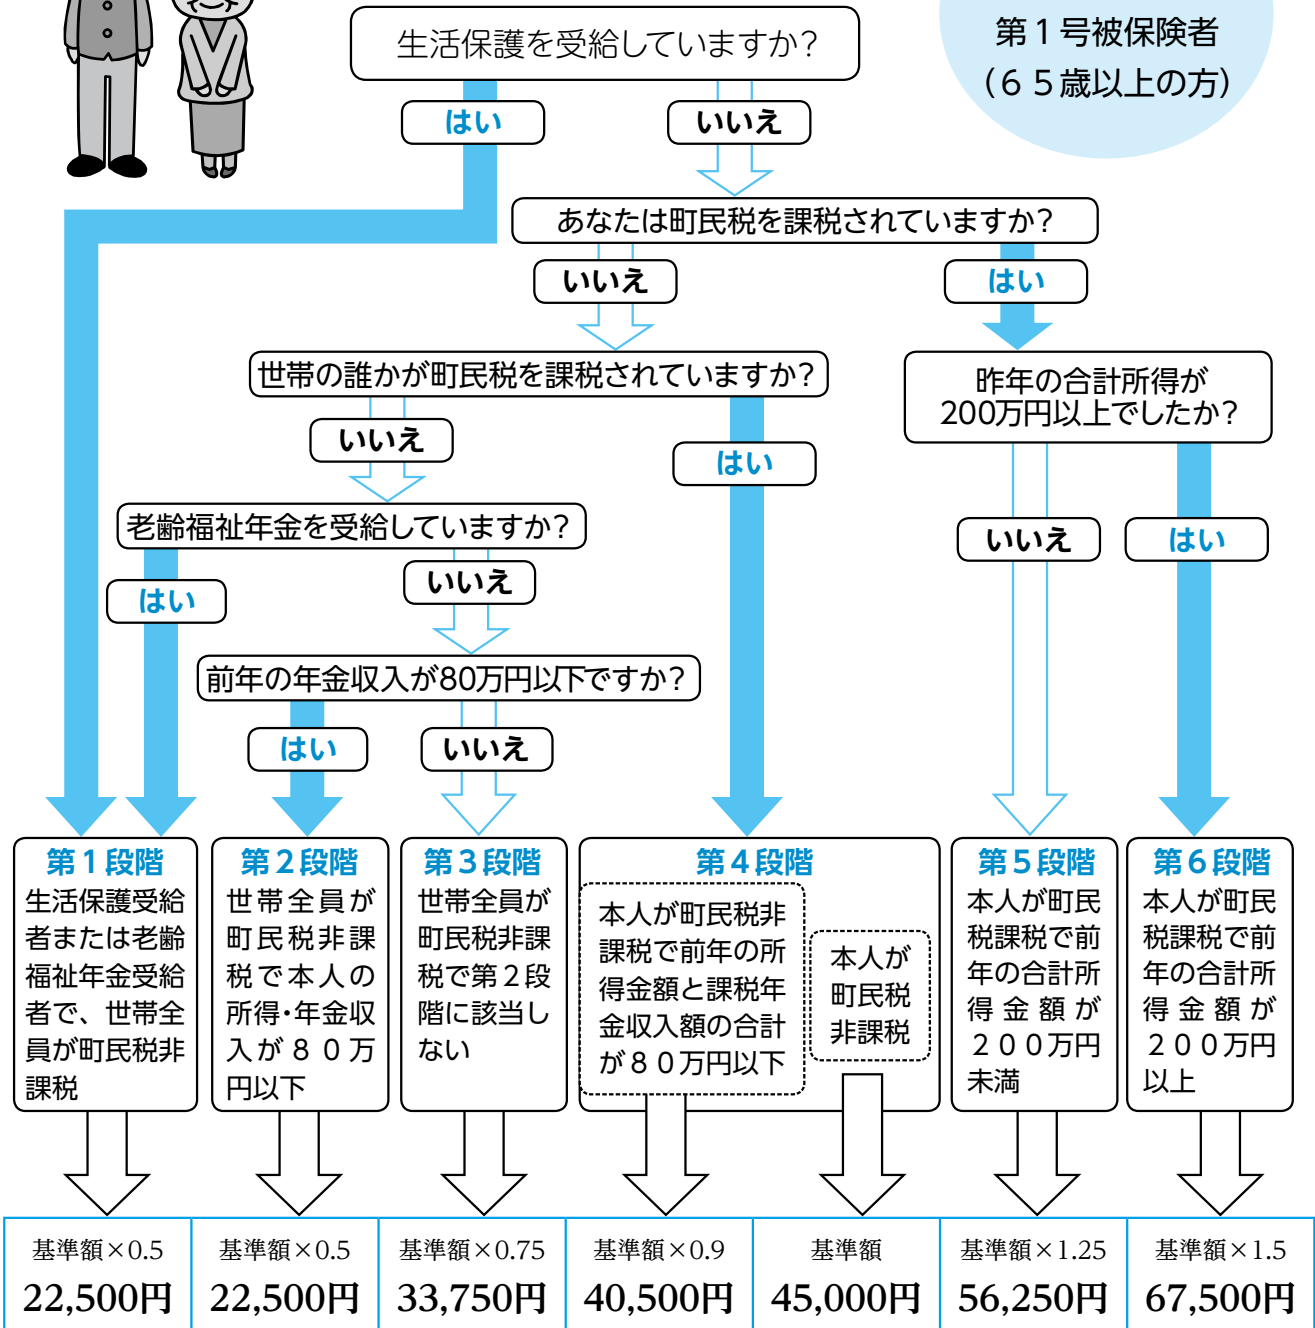 第１号被保険者
（６５歳以上の方）
生活保護を受給していますか？
はい
いいえ
あなたは町民税を課税されていますか？
いいえ
はい
世帯の誰かが町民税を課税されていますか？
昨年の合計所得が
200万円以上でしたか？
いいえ
はい
老齢福祉年金を受給していますか？
いいえ
はい
はい
いいえ
前年の年金収入が80万円以下ですか？
はい
いいえ
第１段階
生活保護受給
者または老齢
福祉年金受給
者で、世帯全
員が町民税非
課税
第２段階
世帯全員が
町民税非課
税で本人の
所得・年金収
入が８０万
円以下
第３段階
世帯全員が
町民税非課
税で第２段
階に該当し
ない
第４段階
本人が町民税非
課税で前年の所
得金額と課税年
金収入額の合計
が８０万円以下
本人が
町民税
非課税
第５段階
本人が町民
税課税で前
年の合計所
得金額が
２００万円
未満
第６段階
本人が町民
税課税で前
年の合計所
得金額が
２００万円
以上
基準額×0.5
22,500円
基準額×0.5
22,500円
基準額×0.75
33,750円
基準額×0.9
40,500円
基準額
45,000円
基準額×1.25
56,250円
基準額×1.5
67,500円